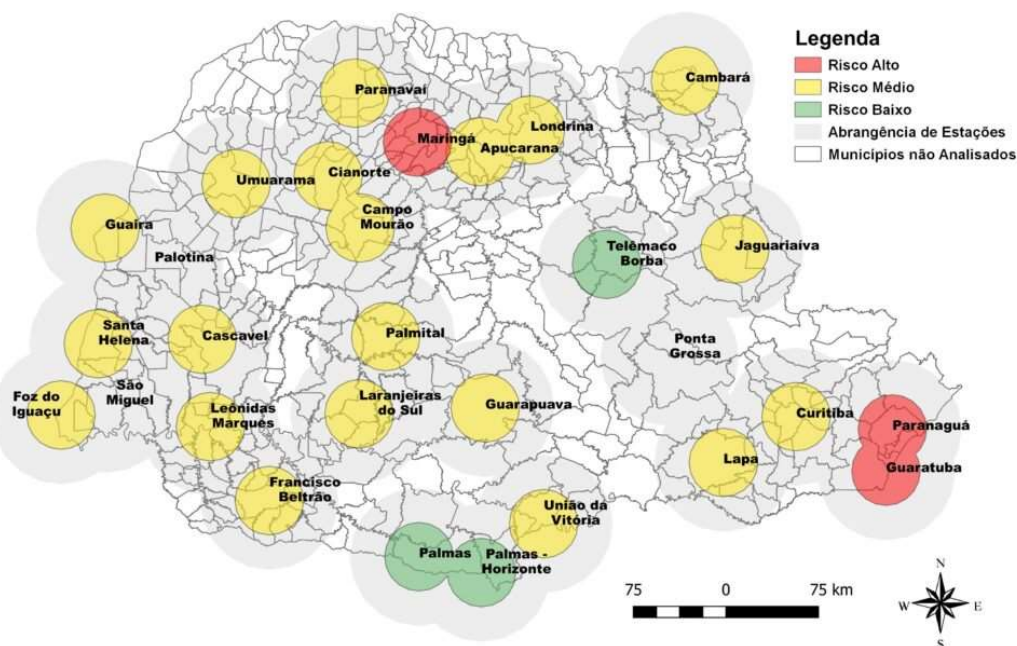 Legenda
Risco Alto
Risco Médio
Risco Baixo
Abrangência de Estações
Municípios não Analisados
Cambará
Paranavaí
Londrina
Maringá
Apucarana
Cianorte
Umuarama
Campo
Mourão
Guaíra
Palotina
Telêmaco
Borba
Jaguariaíva
Santa
Helena
Cascavel
Palmital
Ponta
Grossa
São
Miguel
Foz do
Iguaçu
Leônidas
Marques
Laranjeiras
do Sul
Guarapuava
Curitiba
Paranaguá
Lapa
Guaratuba
Francisco
Beltrão
União da
Vitória
Palmas
Palmas -
Horizonte
75 0 75 km
N
W E
S